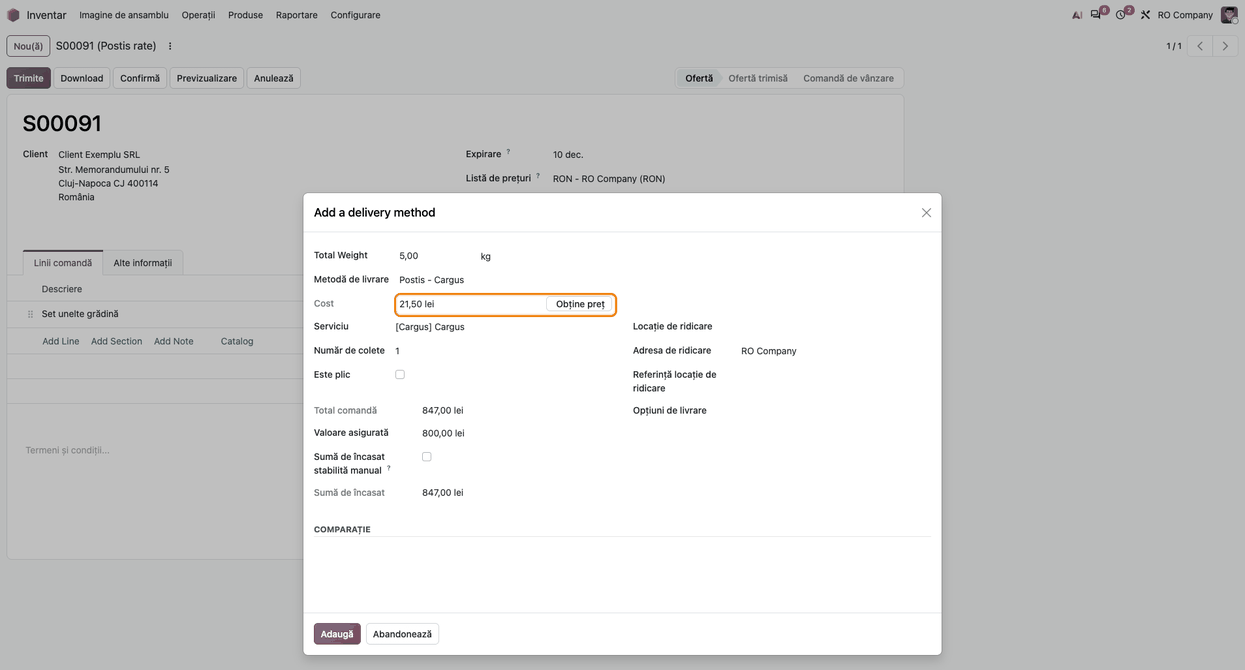 Inventar Imagine de ansamblu Operații Produse Raportare Configurare AI 6 2 RO Company
Nou(ă) S00091 (Postis rate) 1 / 1
Trimite Download Confirmă Previzualizare Anulează Ofertă Ofertă trimisă Comandă de vânzare
S00091
Client Client Exemplu SRL Expirare ? 10 dec.
Str. Memorandumului nr. 5
Cluj-Napoca CJ 400114 Listă de prețuri ? RON - RO Company (RON)
România
Linii comandă Alte informații
Descriere
Set unelte grădină
Add Line Add Section Add Note Catalog
Termeni și condiții...
Add a delivery method
Total Weight 5,00 kg
Metodă de livrare Postis - Cargus
Cost 21,50 lei Obține preț
Serviciu [Cargus] Cargus Locație de ridicare
Număr de colete 1 Adresa de ridicare RO Company
Este plic Referință locație de
ridicare
Total comandă 847,00 lei Opțiuni de livrare
Valoare asigurată 800,00 lei
Sumă de încasat
stabilită manual ?
Sumă de încasat 847,00 lei
COMPARAȚIE
Adaugă Abandonează